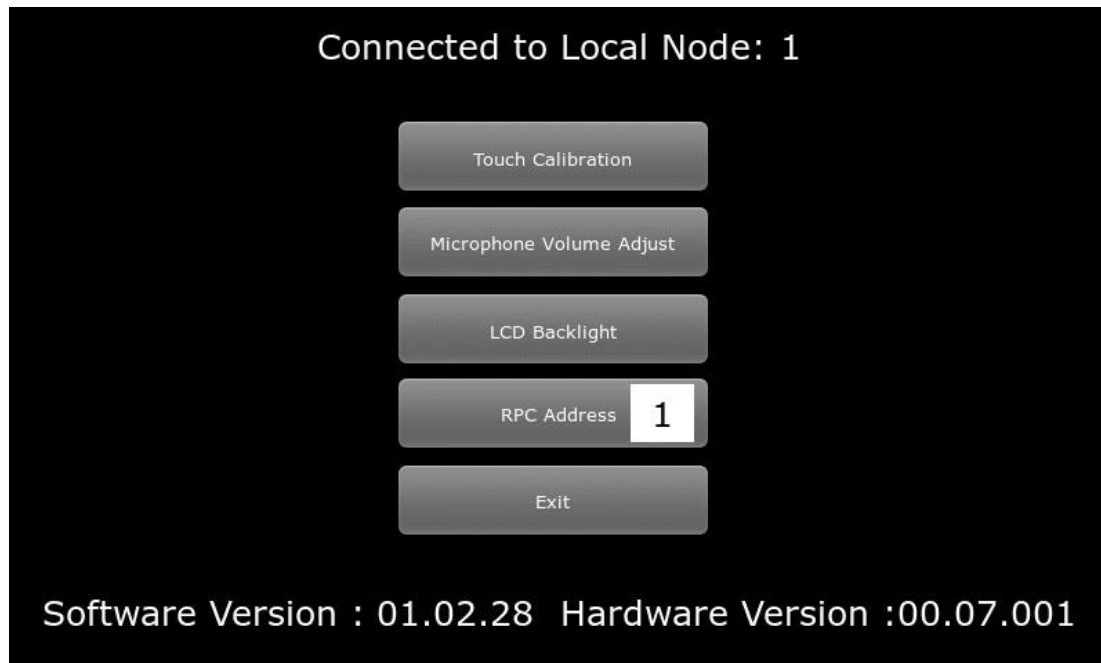 Connected to Local Node: 1
Touch Calibration
Microphone Volume Adjust
LCD Backlight
RPC Address 1
Exit
Software Version : 01.02.28 Hardware Version :00.07.001